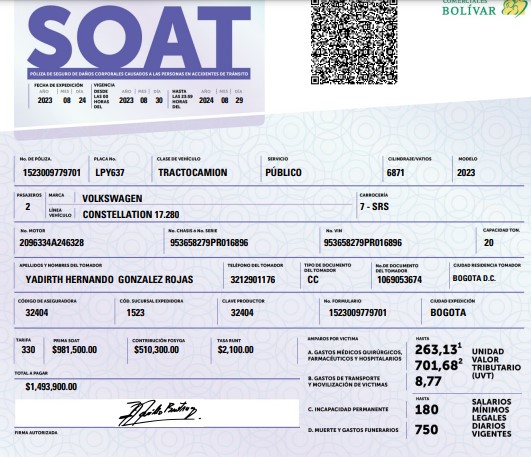 COMERCIALES
BOLÍVAR
SOAT
PÓLIZA DE SEGURO DE DAÑOS CORPORALES CAUSADOS A LAS PERSONAS EN ACCIDENTES DE TRÁNSITO
FECHA DE EXPEDICIÓN VIGENCIA
AÑO MES DÍA DESDE LAS 00 HORAS DEL AÑO MES DÍA HASTA LAS 23:59 HORAS DEL AÑO MES DÍA
2023 08 24 2023 08 30 2024 08 29
No. DE PÓLIZA. PLACA No. CLASE DE VEHÍCULO SERVICIO CILINDRAJE/VATIOS MODELO
1523009779701 LPY637 TRACTOCAMION PÚBLICO 6871 2023
PASAJEROS MARCA CARROCERÍA
2 VOLKSWAGEN 7 - SRS
LÍNEA VEHÍCULO CONSTELLATION 17.280
No. MOTOR No. CHASIS ó No. SERIE No. VIN CAPACIDAD TON.
2096334A246328 953658279PR016896 953658279PR016896 20
APELLIDOS Y NOMBRES DEL TOMADOR TELÉFONO DEL TOMADOR TIPO DE DOCUMENTO DEL TOMADOR No. DE DOCUMENTO DEL TOMADOR CIUDAD RESIDENCIA TOMADOR
YADIRTH HERNANDO GONZALEZ ROJAS 3212901176 CC 1069053674 BOGOTA D.C.
CÓDIGO DE ASEGURADORA CÓD. SUCURSAL EXPEDIDORA CLAVE PRODUCTOR No. FORMULARIO CIUDAD EXPEDICIÓN
32404 1523 32404 1523009779701 BOGOTA
TARIFA PRIMA SOAT CONTRIBUCIÓN FOSYGA TASA RUNT
330 $981,500.00 $510,300.00 $2,100.00
TOTAL A PAGAR
$1,493,900.00
FIRMA AUTORIZADA
AMPAROS POR VICTIMA HASTA
A. GASTOS MÉDICOS QUIRÚRGICOS, FARMACÉUTICOS Y HOSPITALARIOS
263,13¹
701,68²
B. GASTOS DE TRANSPORTE Y MOVILIZACIÓN DE VICTIMAS
8,77
UNIDAD VALOR TRIBUTARIO (UVT)
HASTA
C. INCAPACIDAD PERMANENTE 180
D. MUERTE Y GASTOS FUNERARIOS 750
SALARIOS MÍNIMOS LEGALES DIARIOS VIGENTES